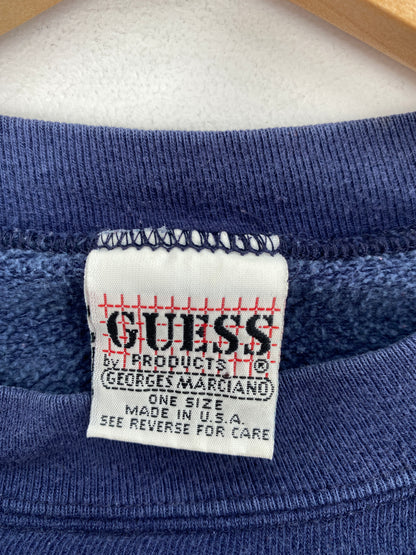 GUESS
by PRODUCTS ®
GEORGES MARCIANO
ONE SIZE
MADE IN U.S.A.
SEE REVERSE FOR CARE